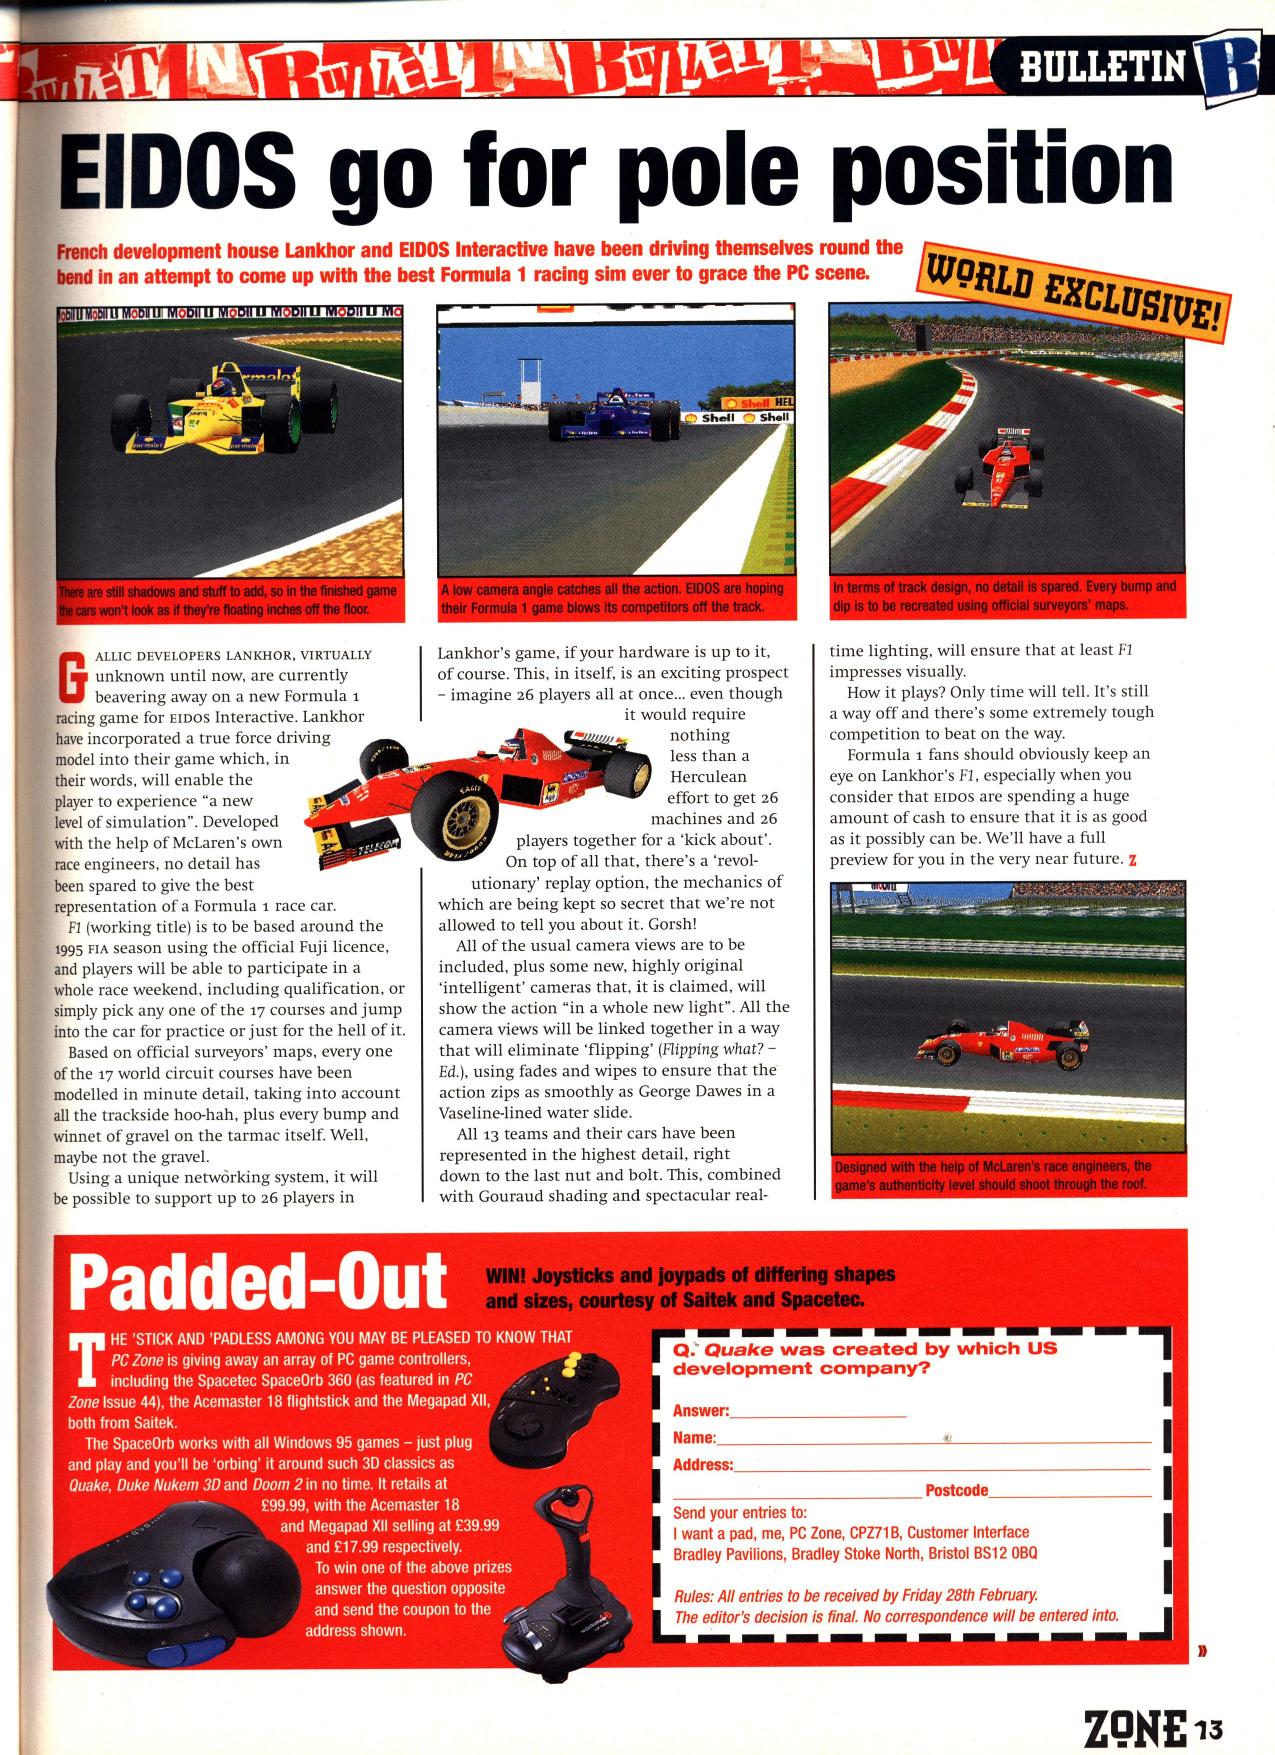 BULLETIN BULLETIN BULLETIN BUL
BULLETIN B
EIDOS go for pole position
French development house Lankhor and EIDOS Interactive have been driving themselves round the
bend in an attempt to come up with the best Formula 1 racing sim ever to grace the PC scene.
WORLD EXCLUSIVE!
Mobil 1 Mobil 1 Mobil 1 Mobil 1 Mobil 1 Mobil 1 Mo
Shell HEL
Shell Shell
There are still shadows and stuff to add, so in the finished game
the cars won't look as if they're floating inches off the floor.
A low camera angle catches all the action. EIDOS are hoping
their Formula 1 game blows its competitors off the track.
In terms of track design, no detail is spared. Every bump and
dip is to be recreated using official surveyors' maps.
GALLIC DEVELOPERS LANKHOR, VIRTUALLY
unknown until now, are currently
beavering away on a new Formula 1
racing game for EIDOS Interactive. Lankhor
have incorporated a true force driving
model into their game which, in
their words, will enable the
player to experience “a new
level of simulation”. Developed
with the help of McLaren's own
race engineers, no detail has
been spared to give the best
representation of a Formula 1 race car.
F1 (working title) is to be based around the
1995 FIA season using the official Fuji licence,
and players will be able to participate in a
whole race weekend, including qualification, or
simply pick any one of the 17 courses and jump
into the car for practice or just for the hell of it.
Based on official surveyors' maps, every one
of the 17 world circuit courses have been
modelled in minute detail, taking into account
all the trackside hoo-hah, plus every bump and
winnet of gravel on the tarmac itself. Well,
maybe not the gravel.
Using a unique networking system, it will
be possible to support up to 26 players in
Lankhor's game, if your hardware is up to it,
of course. This, in itself, is an exciting prospect
– imagine 26 players all at once... even though
it would require
nothing
less than a
Herculean
effort to get 26
machines and 26
players together for a ‘kick about’.
On top of all that, there's a ‘revol-
utionary’ replay option, the mechanics of
which are being kept so secret that we're not
allowed to tell you about it. Gorsh!
All of the usual camera views are to be
included, plus some new, highly original
‘intelligent’ cameras that, it is claimed, will
show the action “in a whole new light”. All the
camera views will be linked together in a way
that will eliminate ‘flipping’ (Flipping what? –
Ed.), using fades and wipes to ensure that the
action zips as smoothly as George Dawes in a
Vaseline-lined water slide.
All 13 teams and their cars have been
represented in the highest detail, right
down to the last nut and bolt. This, combined
with Gouraud shading and spectacular real-
time lighting, will ensure that at least F1
impresses visually.
How it plays? Only time will tell. It's still
a way off and there's some extremely tough
competition to beat on the way.
Formula 1 fans should obviously keep an
eye on Lankhor's F1, especially when you
consider that EIDOS are spending a huge
amount of cash to ensure that it is as good
as it possibly can be. We'll have a full
preview for you in the very near future. Z
EAGLE
GOOD YEAR
TELECOM
Designed with the help of McLaren's race engineers, the
game's authenticity level should shoot through the roof.
Padded-Out
WIN! Joysticks and joypads of differing shapes
and sizes, courtesy of Saitek and Spacetec.
THE 'STICK AND 'PADLESS AMONG YOU MAY BE PLEASED TO KNOW THAT
PC Zone is giving away an array of PC game controllers,
including the Spacetec SpaceOrb 360 (as featured in PC
Zone Issue 44), the Acemaster 18 flightstick and the Megapad XII,
both from Saitek.
The SpaceOrb works with all Windows 95 games – just plug
and play and you'll be ‘orbing’ it around such 3D classics as
Quake, Duke Nukem 3D and Doom 2 in no time. It retails at
£99.99, with the Acemaster 18
and Megapad XII selling at £39.99
and £17.99 respectively.
To win one of the above prizes
answer the question opposite
and send the coupon to the
address shown.
Q. Quake was created by which US
development company?
Answer:
Name:
Address:
Postcode
Send your entries to:
I want a pad, me, PC Zone, CPZ71B, Customer Interface
Bradley Pavilions, Bradley Stoke North, Bristol BS12 0BQ
Rules: All entries to be received by Friday 28th February.
The editor's decision is final. No correspondence will be entered into.
»
ZONE 13